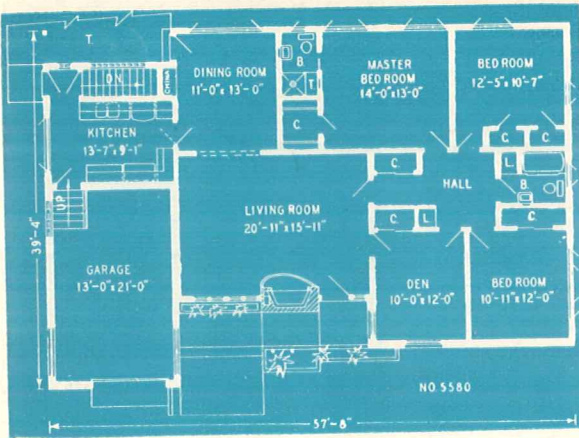 T.
DN.
CHINA
DINING ROOM
11'-0" x 13'-0"
B.
T.
C.
MASTER
BED ROOM
14'-0" x 13'-0"
BED ROOM
12'-5" x 10'-7"
C.
C.
KITCHEN
13'-7" x 9'-1"
UP
C.
HALL
L.
B.
C.
LIVING ROOM
20'-11" x 15'-11"
C.
L.
39'-4"
GARAGE
13'-0" x 21'-0"
DEN
10'-0" x 12'-0"
BED ROOM
10'-11" x 12'-0"
NO. 5580
57'-8"